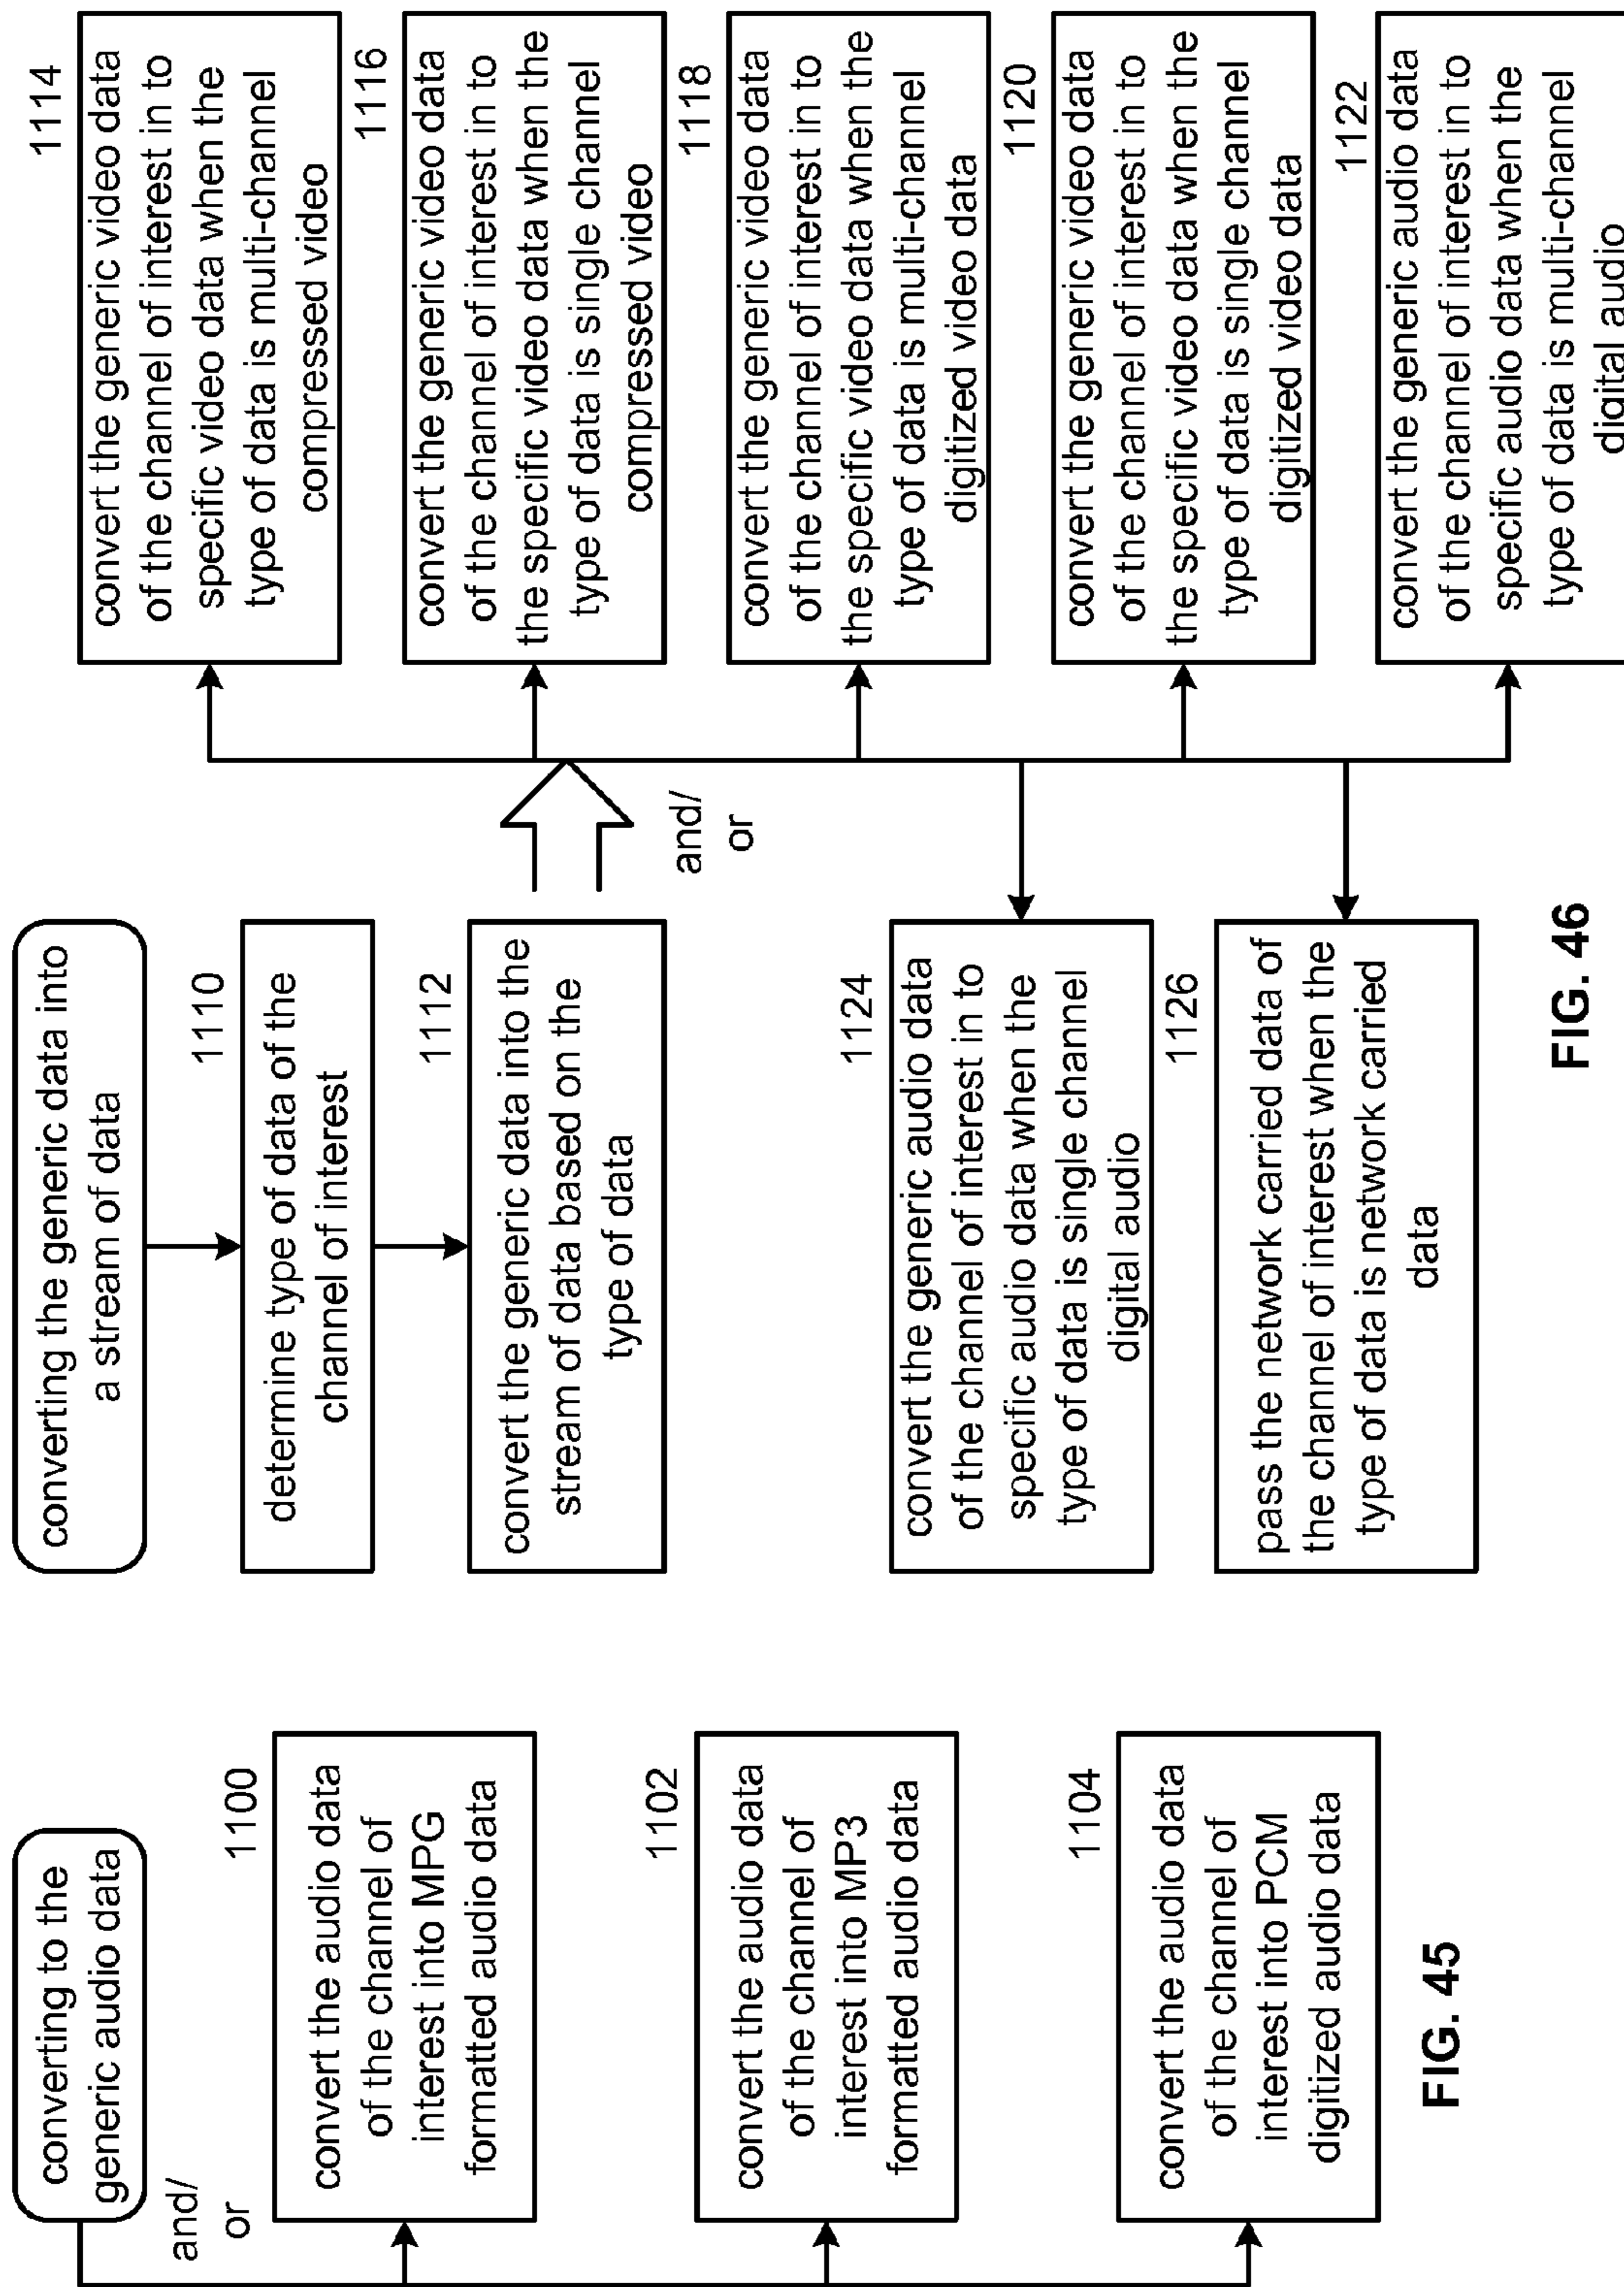 converting to the
generic audio data
and/
or
1100
convert the audio data
of the channel of
interest into MPG
formatted audio data
1102
convert the audio data
of the channel of
interest into MP3
formatted audio data
1104
convert the audio data
of the channel of
interest into PCM
digitized audio data
FIG. 45
converting the generic data into
a stream of data
1110
determine type of data of the
channel of interest
1112
convert the generic data into the
stream of data based on the
type of data
and/
or
1114
convert the generic video data
of the channel of interest in to
specific video data when the
type of data is multi-channel
compressed video
1116
convert the generic video data
of the channel of interest in to
the specific video data when the
type of data is single channel
compressed video
1118
convert the generic video data
of the channel of interest in to
the specific video data when the
type of data is multi-channel
digitized video data
1120
convert the generic video data
of the channel of interest in to
the specific video data when the
type of data is single channel
digitized video data
1122
convert the generic audio data
of the channel of interest in to
specific audio data when the
type of data is multi-channel
digital audio
1124
convert the generic audio data
of the channel of interest in to
specific audio data when the
type of data is single channel
digital audio
1126
pass the network carried data of
the channel of interest when the
type of data is network carried
data
FIG. 46